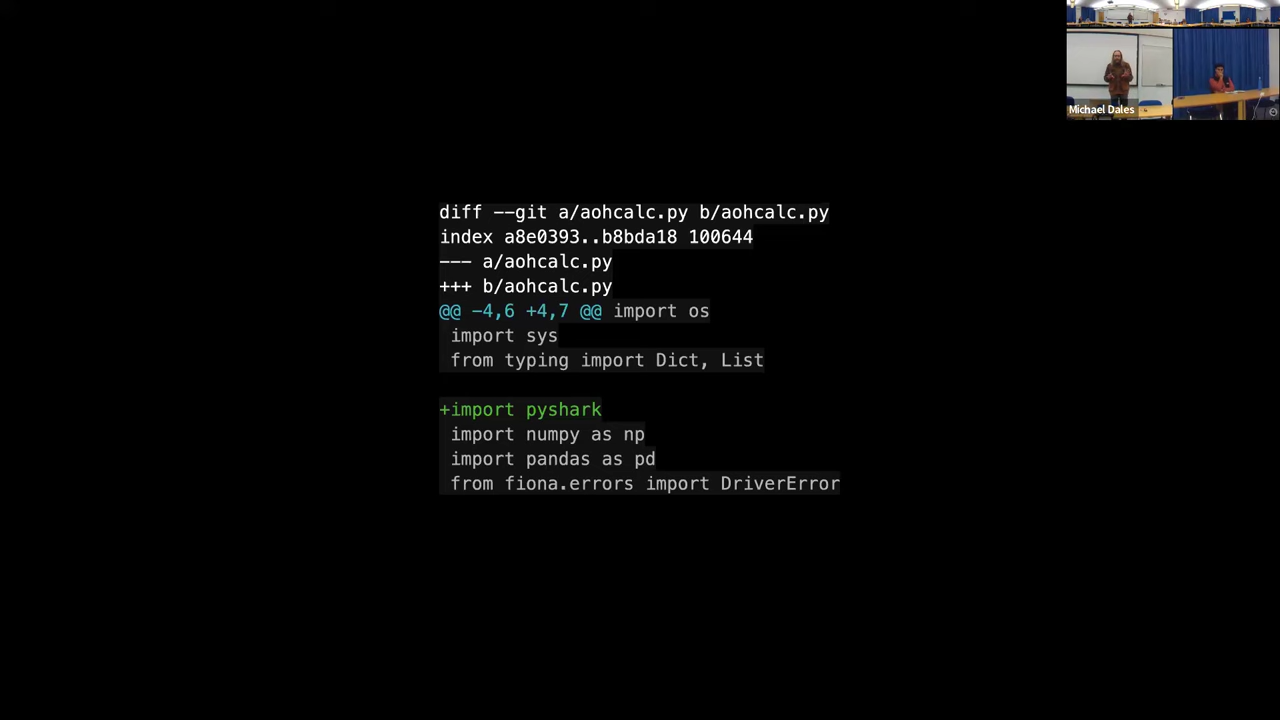 Michael Dales
diff --git a/aohcalc.py b/aohcalc.py
index a8e0393..b8bda18 100644
--- a/aohcalc.py
+++ b/aohcalc.py
@@ -4,6 +4,7 @@ import os
 import sys
 from typing import Dict, List
+import pyshark
 import numpy as np
 import pandas as pd
 from fiona.errors import DriverError